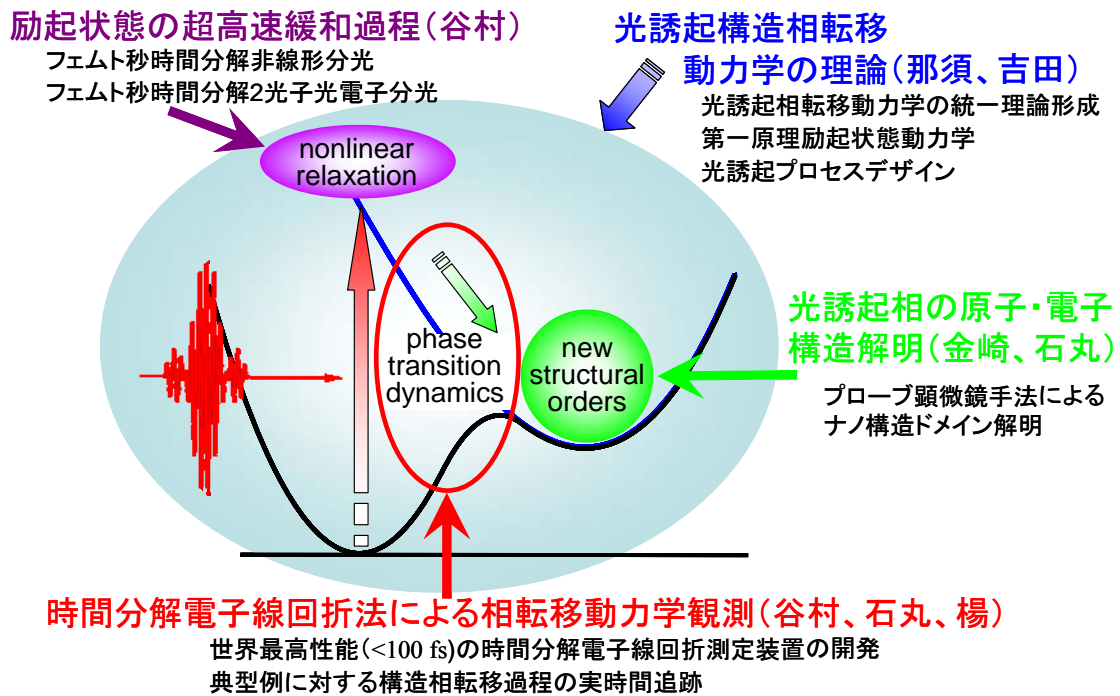 励起状態の超高速緩和過程(谷村)
フェムト秒時間分解非線形分光
フェムト秒時間分解2光子光電子分光
光誘起構造相転移
動力学の理論(那須、吉田)
光誘起相転移動力学の統一理論形成
第一原理励起状態動力学
光誘起プロセスデザイン
nonlinear
relaxation
phase
transition
dynamics
new
structural
orders
光誘起相の原子・電子
構造解明(金崎、石丸)
プローブ顕微鏡手法による
ナノ構造ドメイン解明
時間分解電子線回折法による相転移動力学観測(谷村、石丸、楊)
世界最高性能(<100 fs)の時間分解電子線回折測定装置の開発
典型例に対する構造相転移過程の実時間追跡